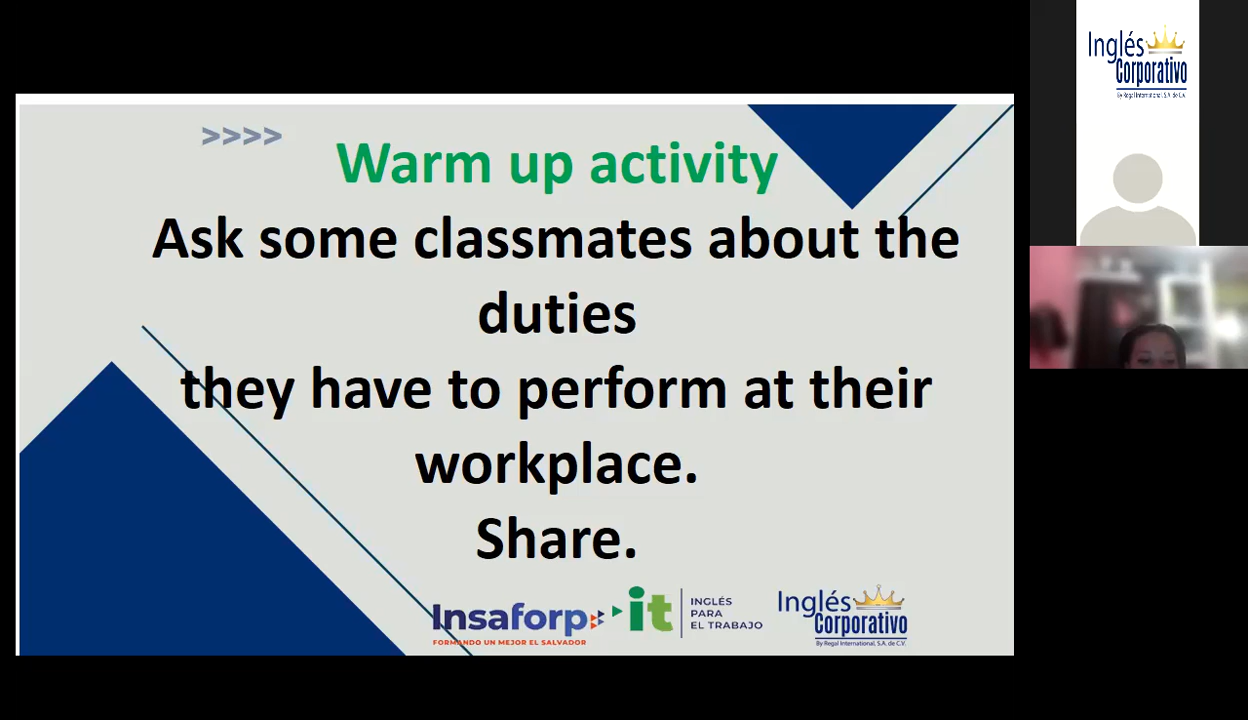 >>>>
Warm up activity
Ask some classmates about the
duties
they have to perform at their
workplace.
Share.
Insaforp
FORMANDO UN MEJOR EL SALVADOR
it
INGLÉS
PARA
EL TRABAJO
Inglés
Corporativo
By Regal International, S.A. de C.V.
Inglés
Corporativo
By Regal International, S.A. de C.V.